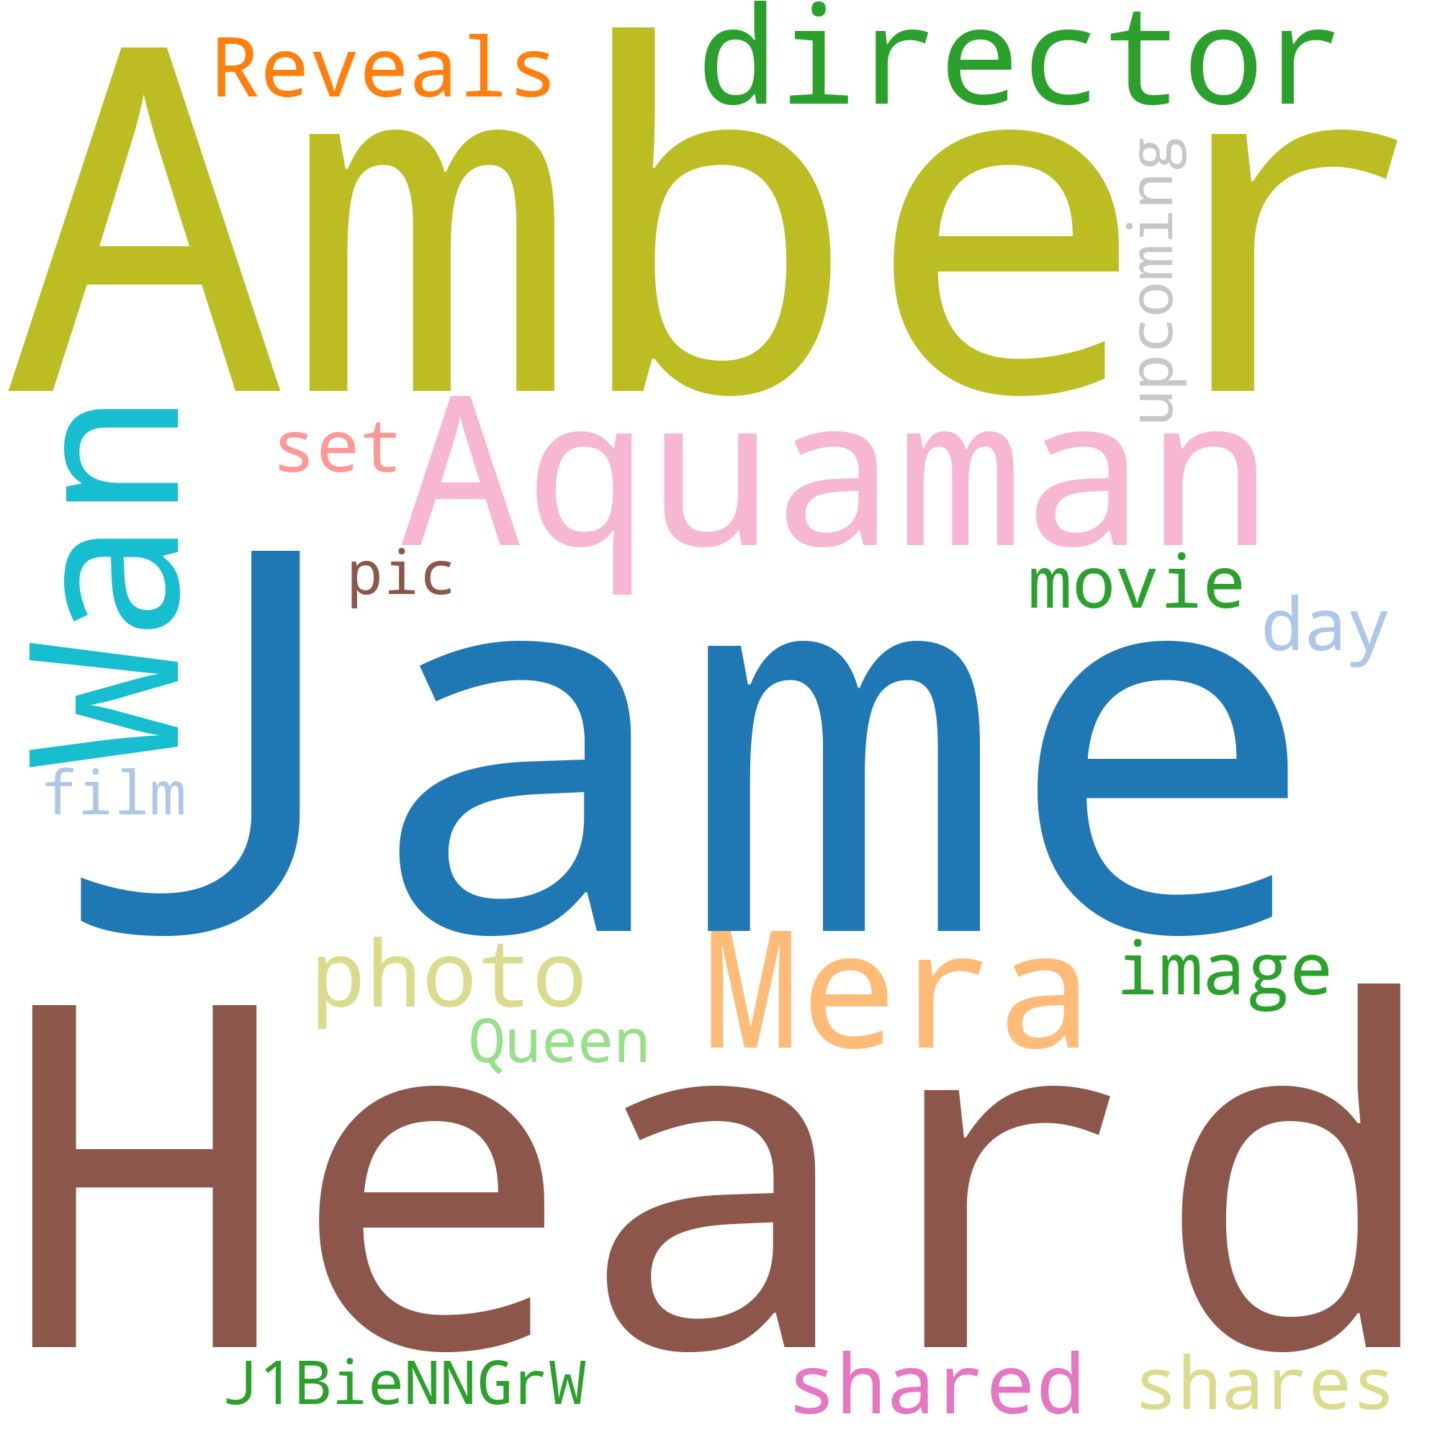 Reveals
director
Amber
upcoming
Wan
set
Aquaman
pic
movie
day
Jame
film
photo
Mera
image
Queen
Heard
J1BieNNGrW
shared
shares